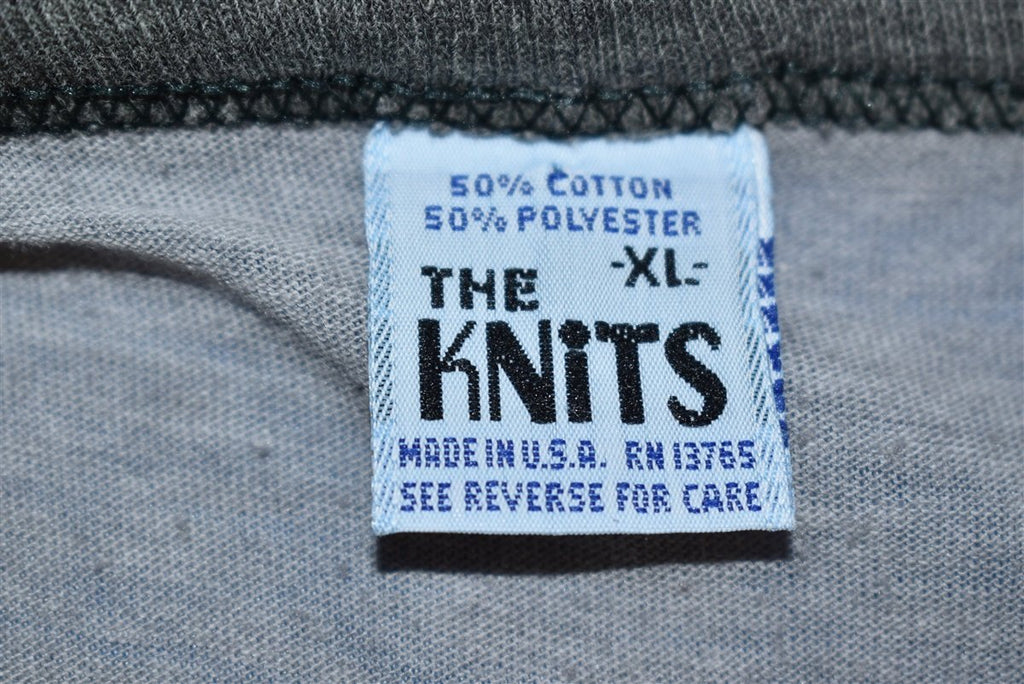 50% COTTON
50% POLYESTER
-XL-
THE
KNiTS
MADE IN U.S.A. RN 13765
SEE REVERSE FOR CARE